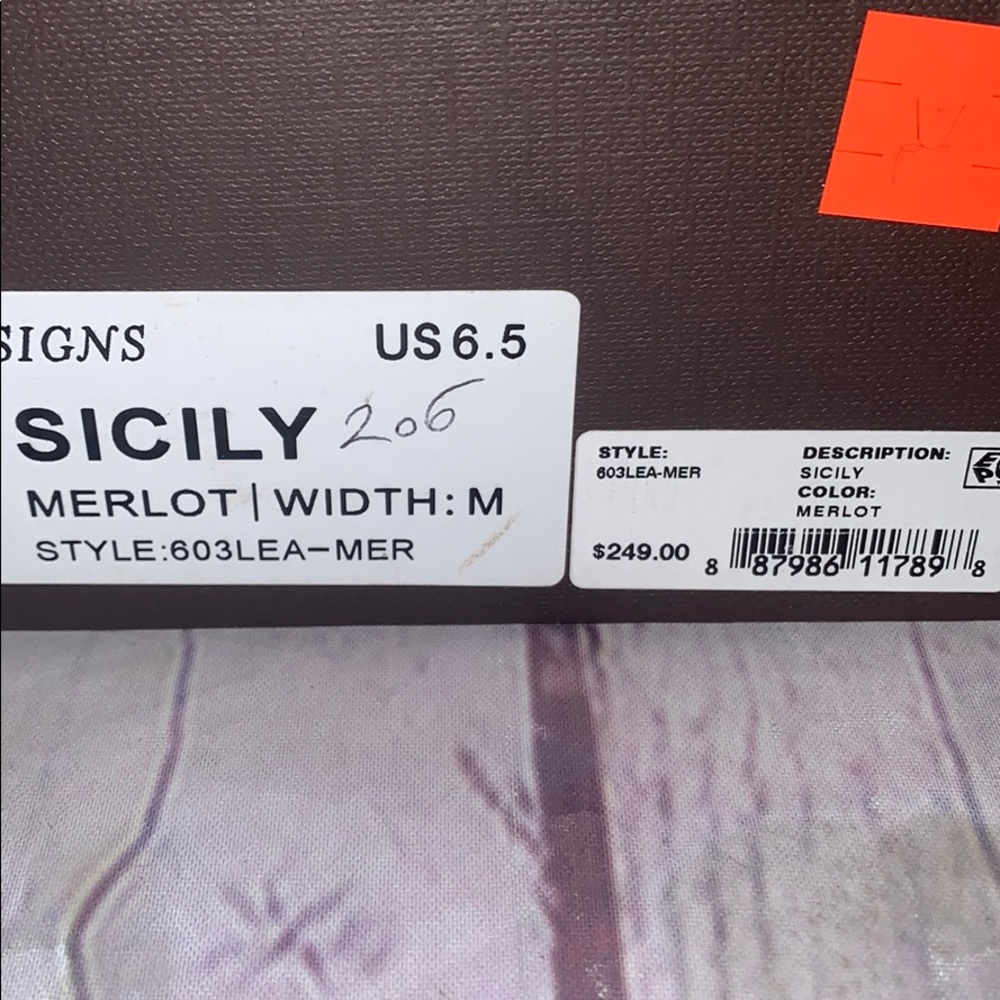 SIGNS
US 6.5
SICILY 206
MERLOT | WIDTH: M
STYLE:603LEA-MER
STYLE:
603LEA-MER
DESCRIPTION:
SICILY
COLOR:
MERLOT
$249.00
8 87986 11789 8